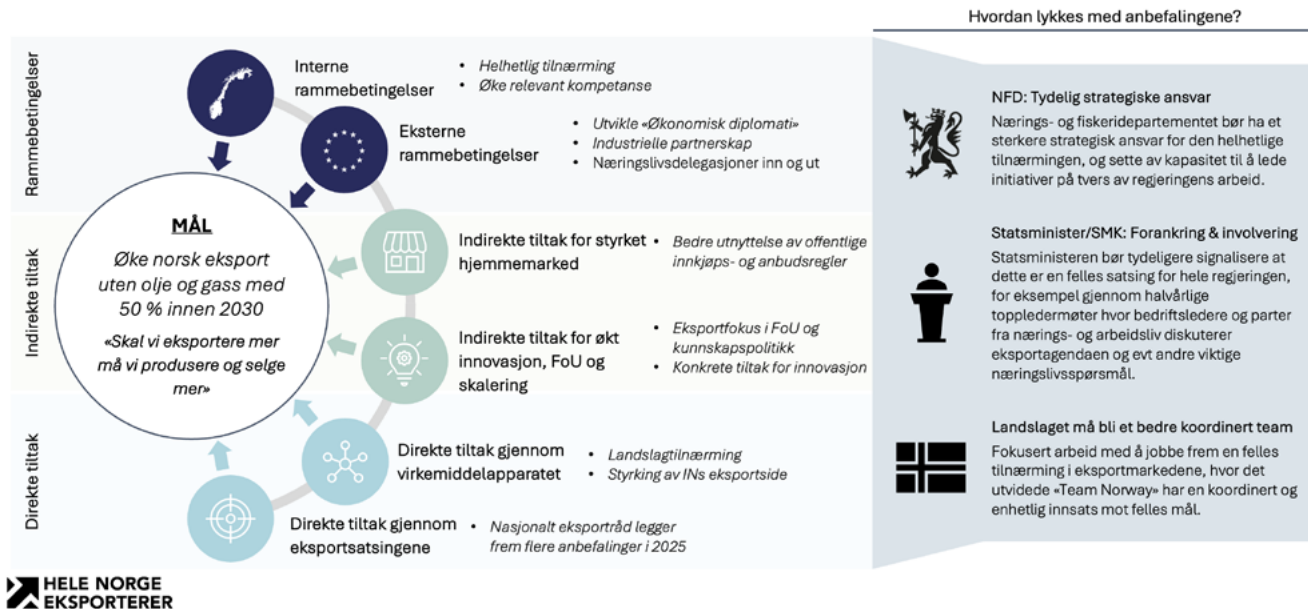 Hvordan lykkes med anbefalingene?
Rammebetingelser
Interne
rammebetingelser
• Helhetlig tilnærming
• Øke relevant kompetanse
Eksterne
rammebetingelser
• Utvikle «Økonomisk diplomati»
• Industrielle partnerskap
• Næringslivsdelegasjoner inn og ut
MÅL
Øke norsk eksport
uten olje og gass med
50 % innen 2030
«Skal vi eksportere mer
må vi produsere og selge
mer»
Indirekte tiltak
Indirekte tiltak for styrket
hjemmemarked
• Bedre utnyttelse av offentlige
innkjøps- og anbudsregler
Indirekte tiltak for økt
innovasjon, FoU og
skalering
• Eksportfokus i FoU og
kunnskapspolitikk
• Konkrete tiltak for innovasjon
Direkte tiltak
Direkte tiltak gjennom
virkemiddelapparatet
• Landslagtilnærming
• Styrking av INs eksportside
Direkte tiltak gjennom
eksportsatsingene
• Nasjonalt eksportråd legger
frem flere anbefalinger i 2025
NFD: Tydelig strategiske ansvar
Nærings- og fiskeridepartementet bør ha et
sterkere strategisk ansvar for den helhetlige
tilnærmingen, og sette av kapasitet til å lede
initiativer på tvers av regjeringens arbeid.
Statsminister/SMK: Forankring & involvering
Statsministeren bør tydeligere signalisere at
dette er en felles satsing for hele regjeringen,
for eksempel gjennom halvårlige
toppledermøter hvor bedriftsledere og parter
fra nærings- og arbeidsliv diskuterer
eksportagendaen og evt andre viktige
næringslivsspørsmål.
Landslaget må bli et bedre koordinert team
Fokusert arbeid med å jobbe frem en felles
tilnærming i eksportmarkedene, hvor det
utvidede «Team Norway» har en koordinert og
enhetlig innsats mot felles mål.
HELE NORGE
EKSPORTERER